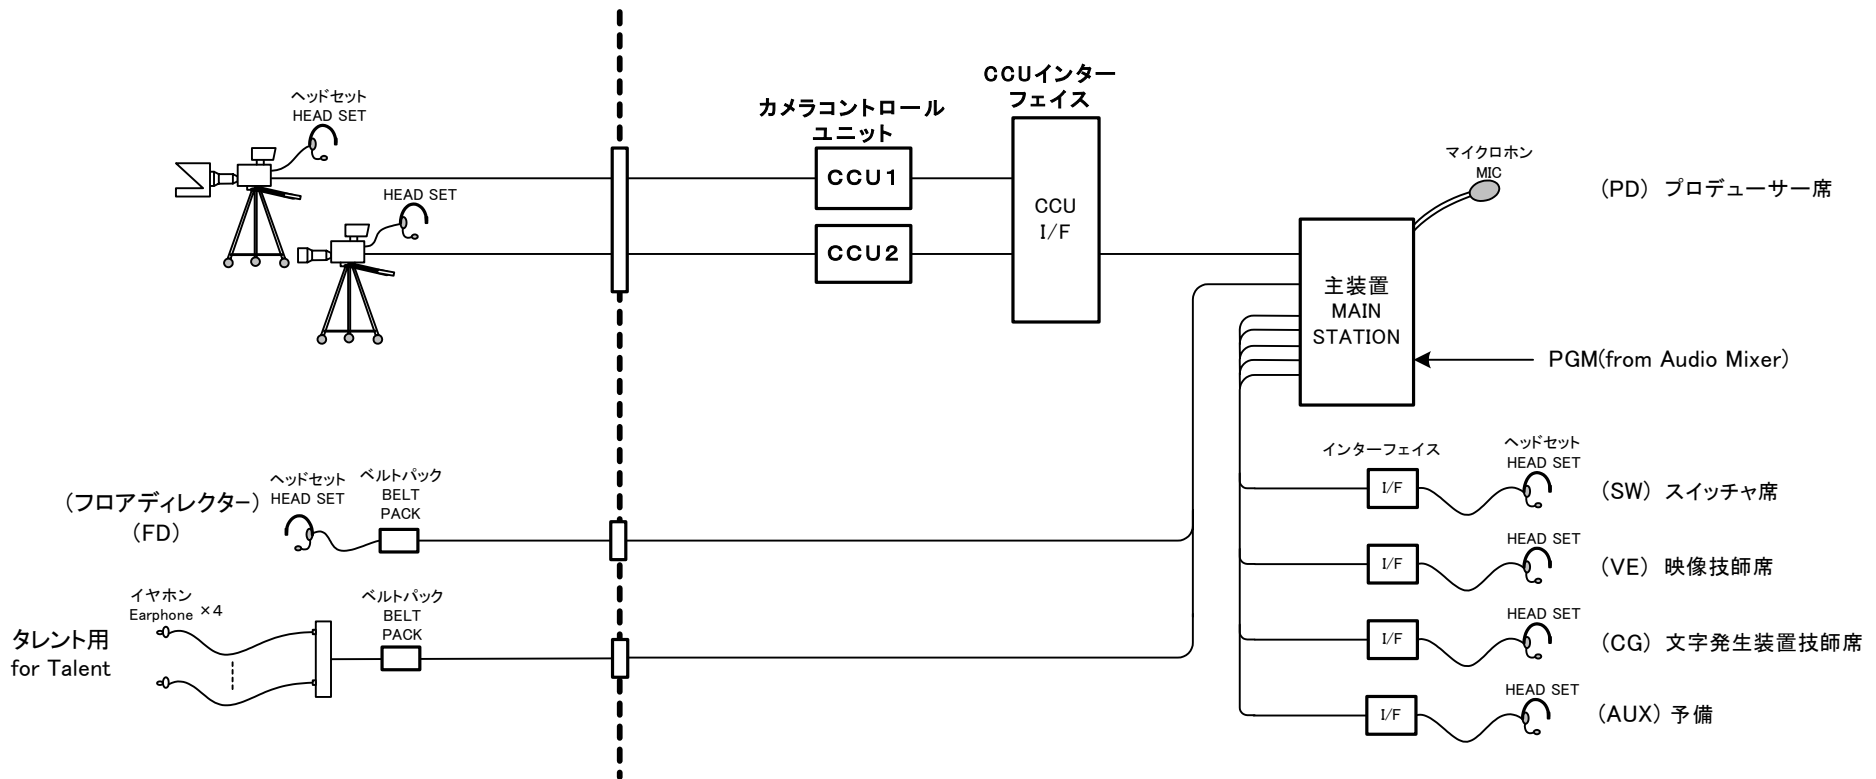 ヘッドセット
HEAD SET
HEAD SET
カメラコントロール
ユニット
CCU1
CCU2
CCUインター
フェイス
CCU
I/F
マイクロホン
MIC
(PD) プロデューサー席
主装置
MAIN
STATION
PGM(from Audio Mixer)
(フロアディレクター)
(FD)
ヘッドセット
HEAD SET
ベルトパック
BELT
PACK
タレント用
for Talent
イヤホン
Earphone ×4
ベルトパック
BELT
PACK
インターフェイス
I/F
ヘッドセット
HEAD SET
(SW) スイッチャ席
I/F
HEAD SET
(VE) 映像技師席
I/F
HEAD SET
(CG) 文字発生装置技師席
I/F
HEAD SET
(AUX) 予備